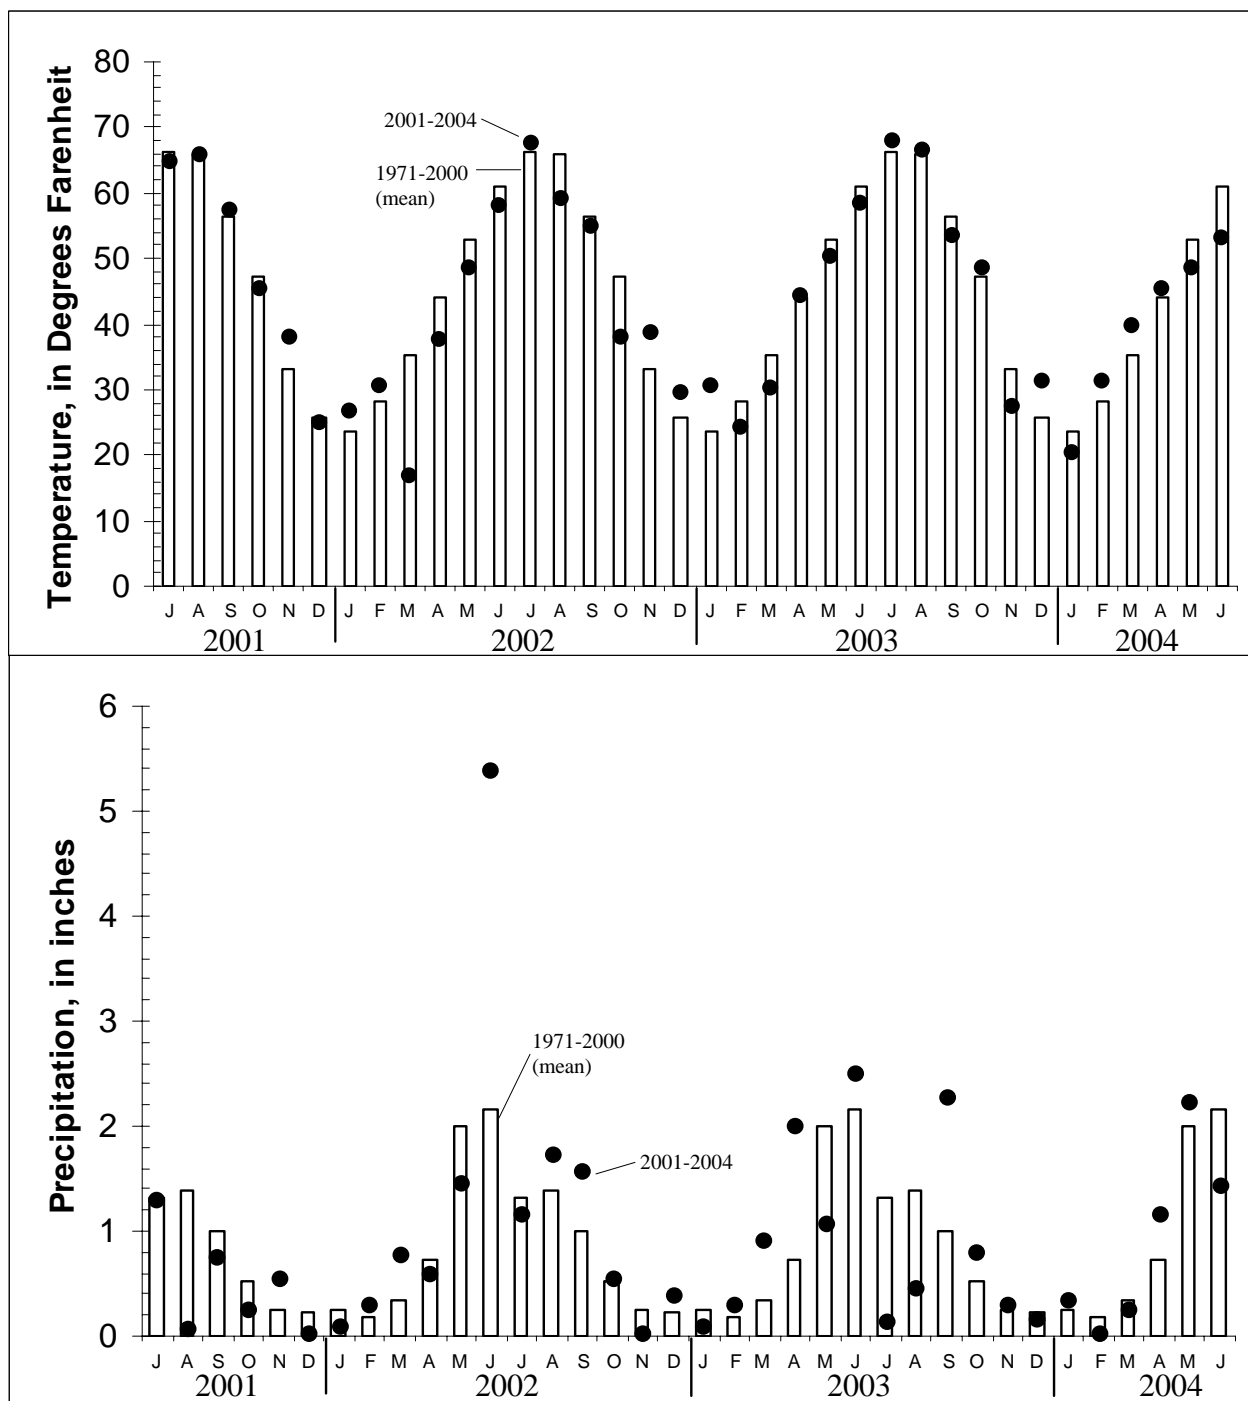 Temperature, in Degrees Farenheit
80
70
60
50
40
30
20
10
0
2001-2004
1971-2000
(mean)
J A S O N D J F M A M J J A S O N D J F M A M J J A S O N D J F M A M J
2001 2002 2003 2004
Precipitation, in inches
6
5
4
3
2
1
0
1971-2000
(mean)
2001-2004
J A S O N D J F M A M J J A S O N D J F M A M J J A S O N D J F M A M J
2001 2002 2003 2004